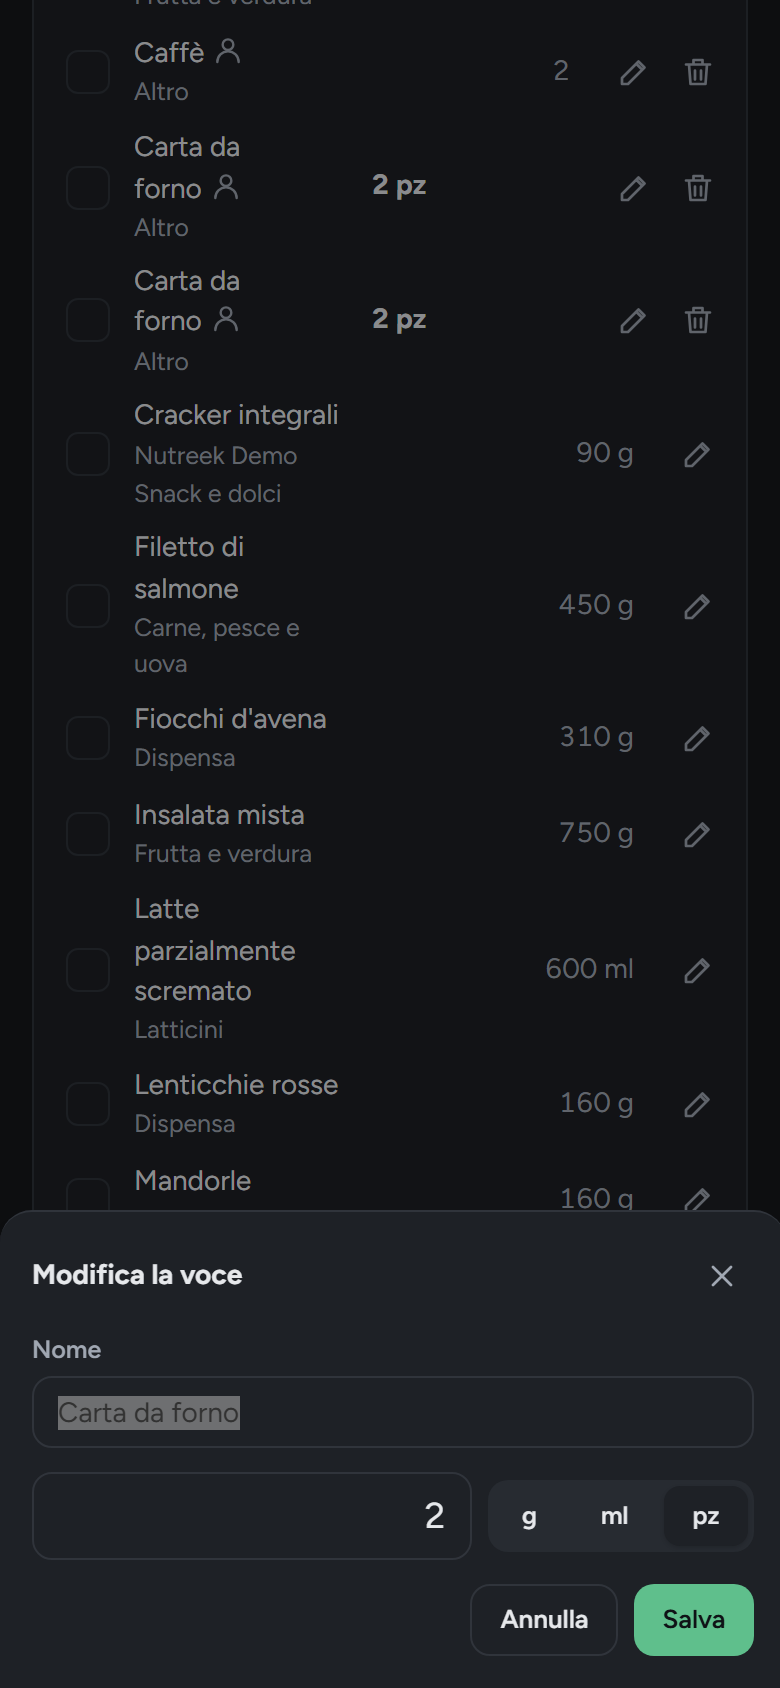 Frutta e verdura
Caffè
Altro
2
Carta da
forno
Altro
2 pz
Carta da
forno
Altro
2 pz
Cracker integrali
Nutreek Demo
Snack e dolci
90 g
Filetto di
salmone
Carne, pesce e
uova
450 g
Fiocchi d'avena
Dispensa
310 g
Insalata mista
Frutta e verdura
750 g
Latte
parzialmente
scremato
Latticini
600 ml
Lenticchie rosse
Dispensa
160 g
Mandorle
160 g
Modifica la voce
Nome
Carta da forno
2
g ml pz
Annulla Salva